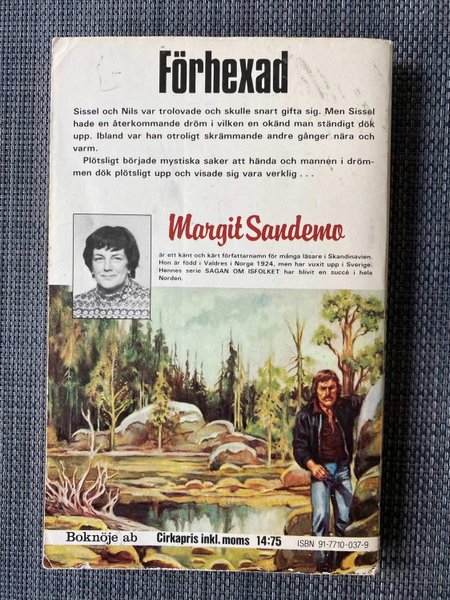 Förhexad
Sissel och Nils var trolovade och skulle snart gifta sig. Men Sissel
hade en återkommande dröm i vilken en okänd man ständigt dök
upp. Ibland var han otroligt skrämmande andre gånger nära och
varm.
Plötsligt började mystiska saker att hända och mannen i dröm-
men dök plötsligt upp och visade sig vara verklig . . .
Margit Sandemo
är ett känt och kärt författarnamn för många läsare i Skandinavien.
Hon är född i Valdres i Norge 1924, men har vuxit upp i Sverige.
Hennes serie SAGAN OM ISFOLKET har blivit en succé i hela
Norden.
Boknöje ab Cirkapris inkl. moms 14:75 ISBN 91-7710-037-9